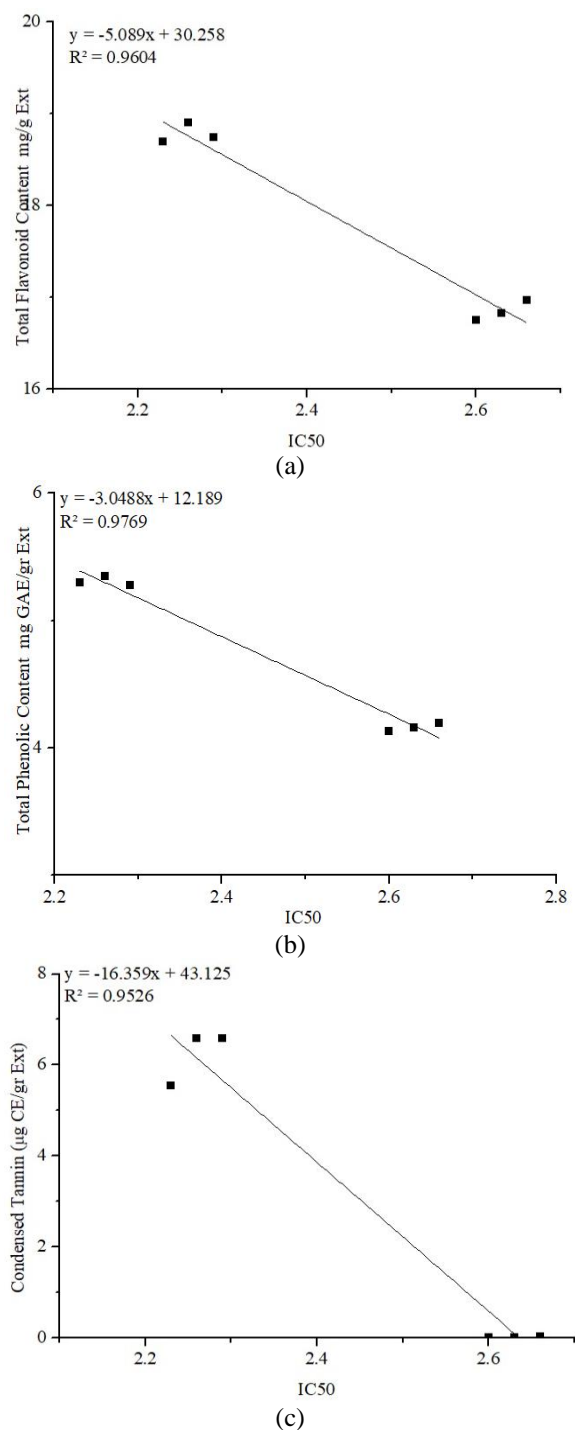 20
y = -5.089x + 30.258
R² = 0.9604
Total Flavonoid Content mg/g Ext
18
16
2.2 2.4 2.6
IC50
(a)
6
y = -3.0488x + 12.189
R² = 0.9769
Total Phenolic Content mg GAE/gr Ext
4
2.2 2.4 2.6 2.8
IC50
(b)
8
y = -16.359x + 43.125
R² = 0.9526
6
Condensed Tannin (µg CE/gr Ext)
4
2
0
2.2 2.4 2.6
IC50
(c)